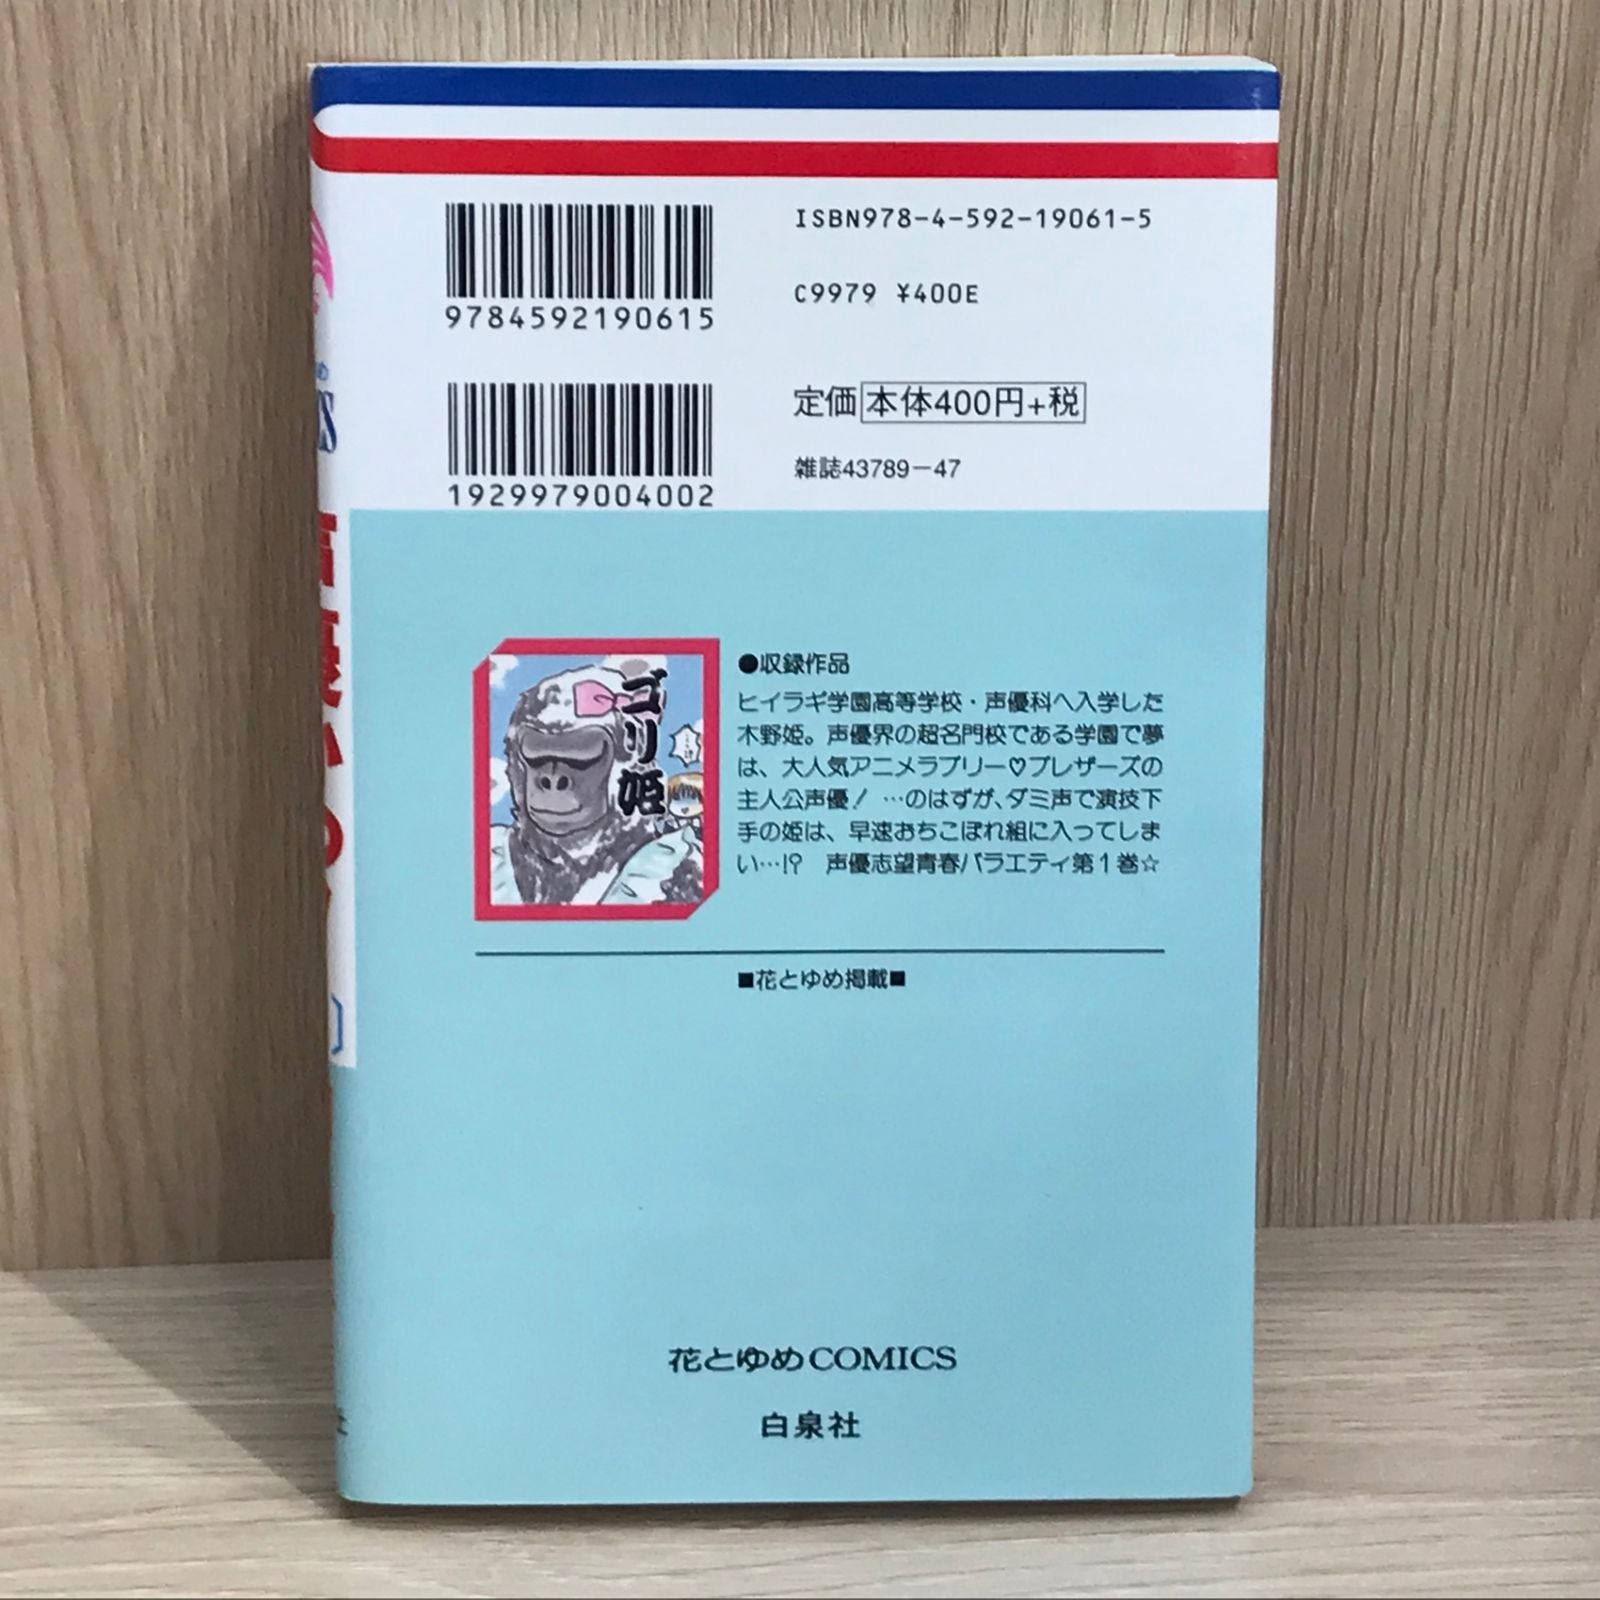 ISBN978-4-592-19061-5
9784592190615
C9979 ¥400E
定価 本体400円+税
1929979004002
雑誌43789-47
声優か
ゴリ姫
●収録作品
ヒイラギ学園高等学校・声優科へ入学した
木野姫。声優界の超名門校である学園で夢
は、大人気アニメラブリー♡ブレザーズの
主人公声優! …のはずが、ダミ声で演技下
手の姫は、早速おちこぼれ組に入ってしま
い…!? 声優志望青春バラエティ第1巻☆
■花とゆめ掲載■
花とゆめCOMICS
白泉社